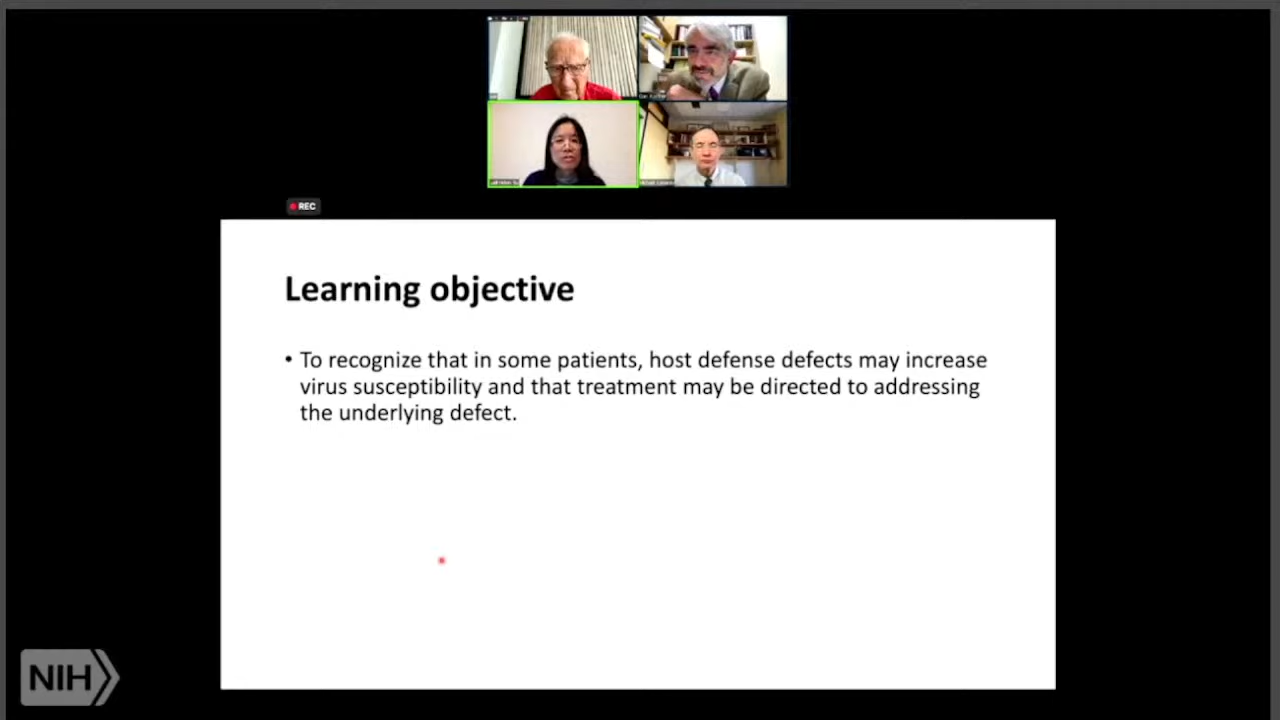 REC
Learning objective
• To recognize that in some patients, host defense defects may increase
virus susceptibility and that treatment may be directed to addressing
the underlying defect.
NIH